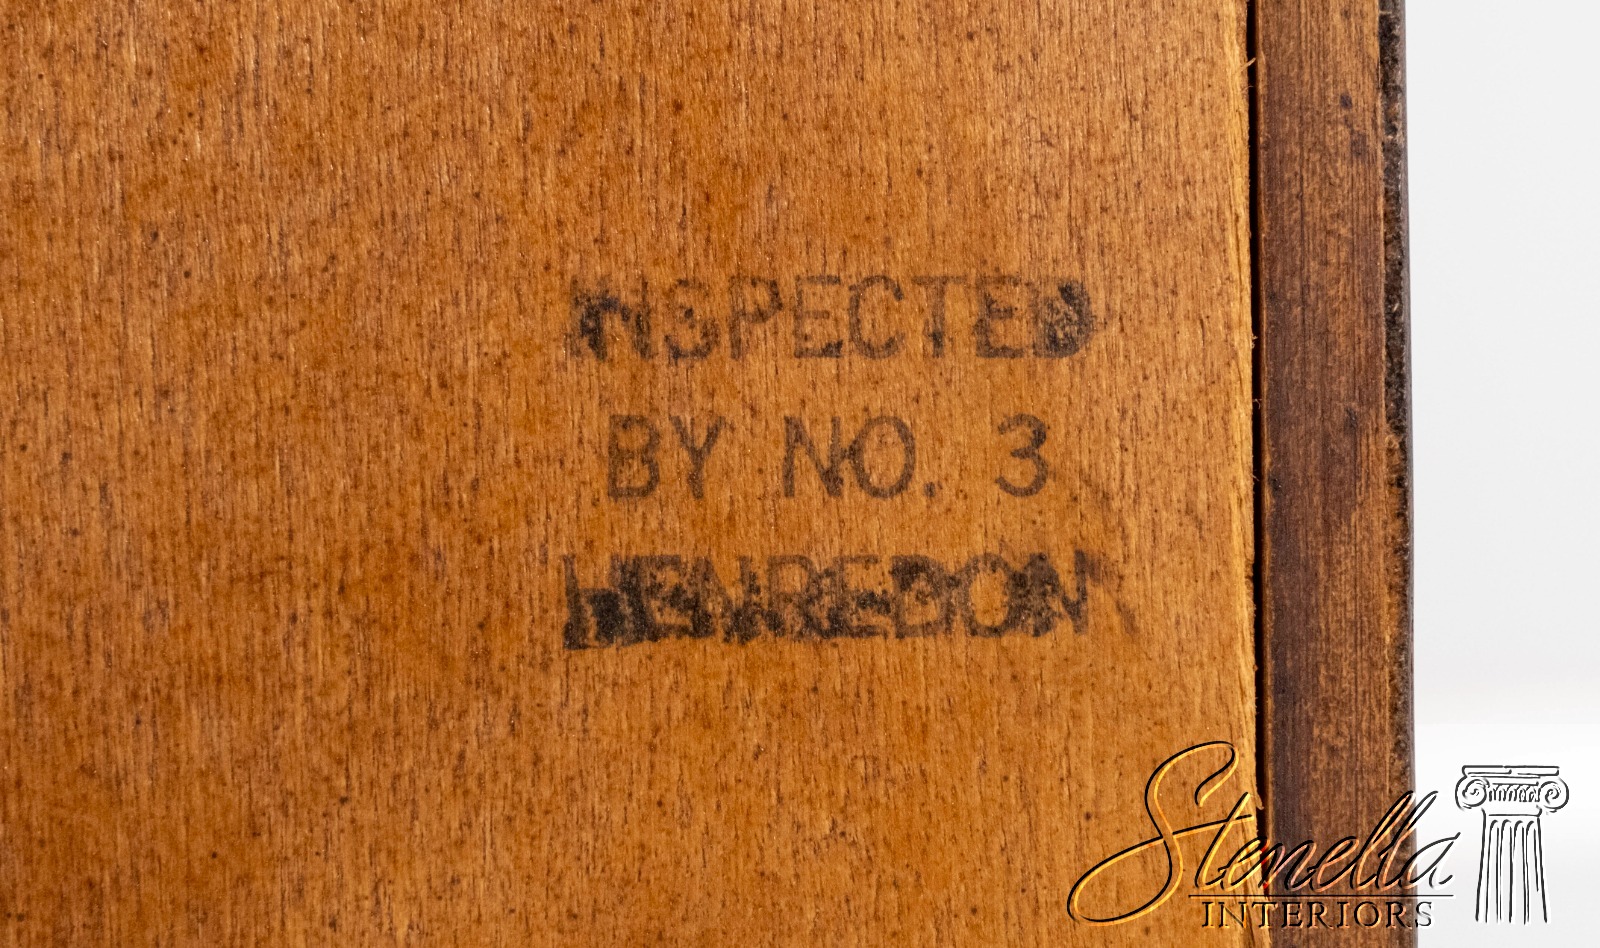 INSPECTED
BY NO. 3
HENREDON
Stenella
INTERIORS